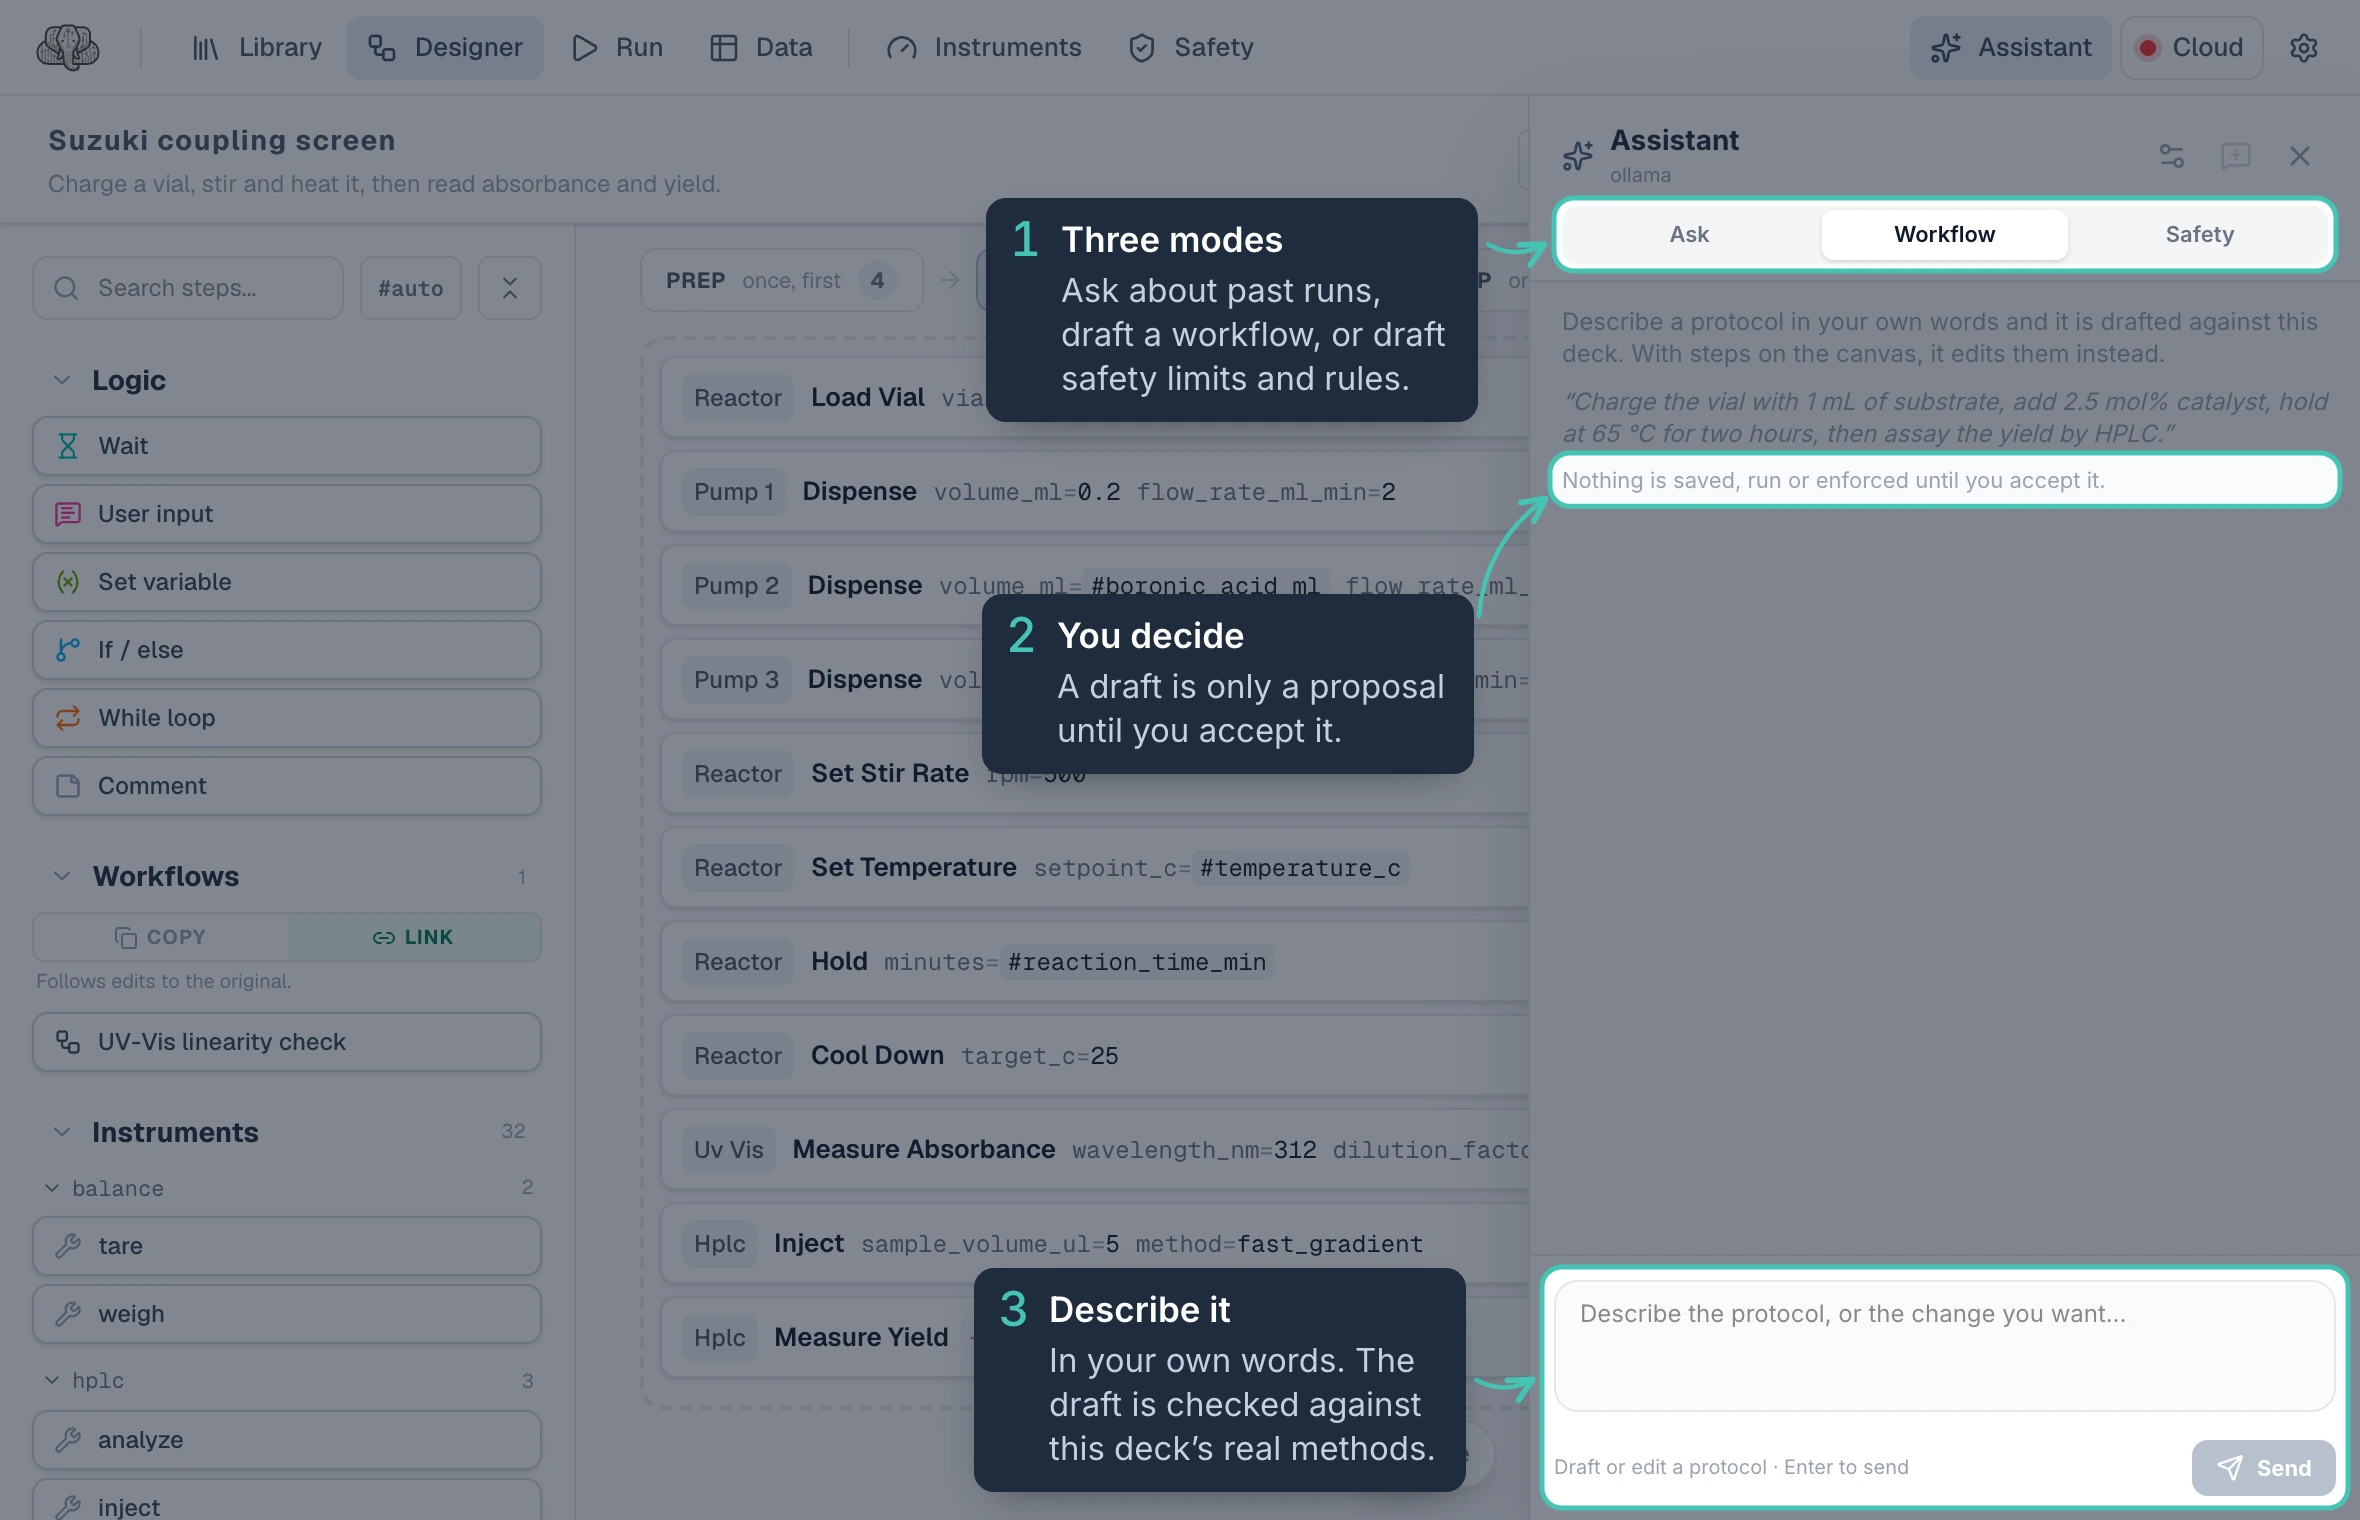 Library
Designer
Run
Data
Instruments
Safety
Assistant
Cloud
Suzuki coupling screen
Charge a vial, stir and heat it, then read absorbance and yield.
Search steps...
#auto
Logic
Wait
User input
Set variable
If / else
While loop
Comment
Workflows 1
COPY
LINK
Follows edits to the original.
UV-Vis linearity check
Instruments 32
balance 2
tare
weigh
hplc 3
analyze
inject
PREP once, first 4
Reactor Load Vial
Pump 1 Dispense volume_ml=0.2 flow_rate_ml_min=2
Pump 2 Dispense volume_ml=#boronic_acid_ml
Pump 3 Dispense
Reactor Set Stir Rate rpm=500
Reactor Set Temperature setpoint_c=#temperature_c
Reactor Hold minutes=#reaction_time_min
Reactor Cool Down target_c=25
Uv Vis Measure Absorbance wavelength_nm=312
Hplc Inject sample_volume_ul=5 method=fast_gradient
Hplc Measure Yield
1 Three modes
Ask about past runs,
draft a workflow, or draft
safety limits and rules.
2 You decide
A draft is only a proposal
until you accept it.
3 Describe it
In your own words. The
draft is checked against
this deck’s real methods.
Assistant
ollama
Ask
Workflow
Safety
Describe a protocol in your own words and it is drafted against this
deck. With steps on the canvas, it edits them instead.
“Charge the vial with 1 mL of substrate, add 2.5 mol% catalyst, hold
at 65 °C for two hours, then assay the yield by HPLC.”
Nothing is saved, run or enforced until you accept it.
Describe the protocol, or the change you want...
Draft or edit a protocol · Enter to send
Send